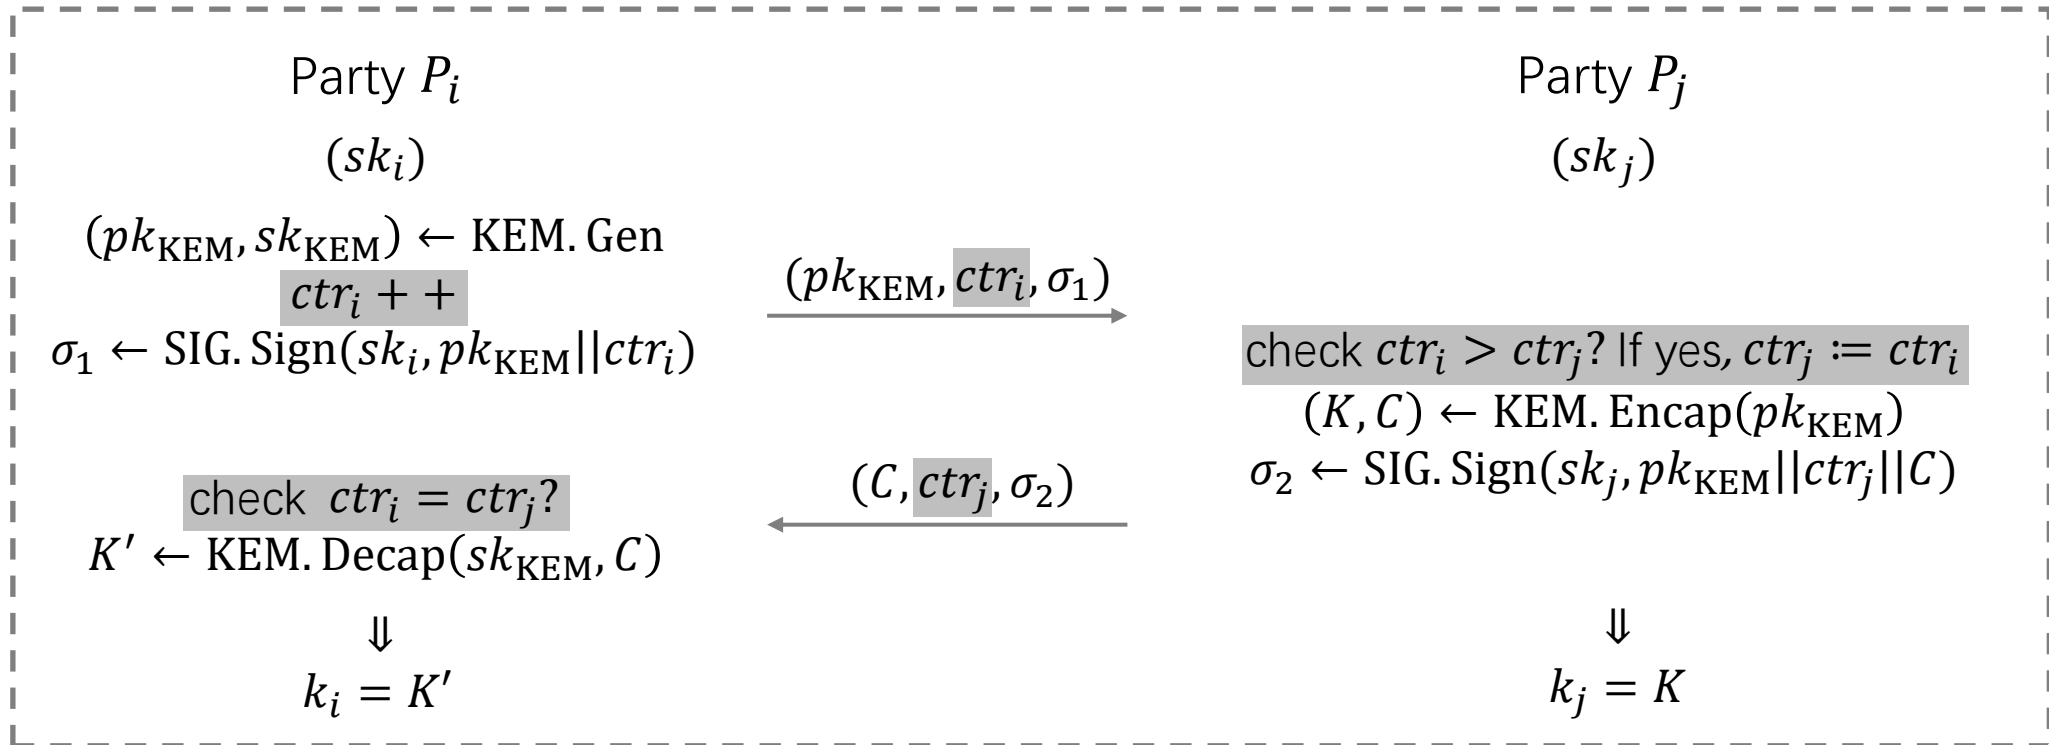 Party P_i
(sk_i)
(pk_KEM, sk_KEM) ← KEM. Gen
ctr_i + +
σ_1 ← SIG. Sign(sk_i, pk_KEM||ctr_i)
(pk_KEM, ctr_i, σ_1)
Party P_j
(sk_j)
check ctr_i > ctr_j? If yes, ctr_j ≔ ctr_i
(K, C) ← KEM. Encap(pk_KEM)
σ_2 ← SIG. Sign(sk_j, pk_KEM||ctr_j||C)
(C, ctr_j, σ_2)
check ctr_i = ctr_j?
K′ ← KEM. Decap(sk_KEM, C)
⇓
k_i = K′
⇓
k_j = K